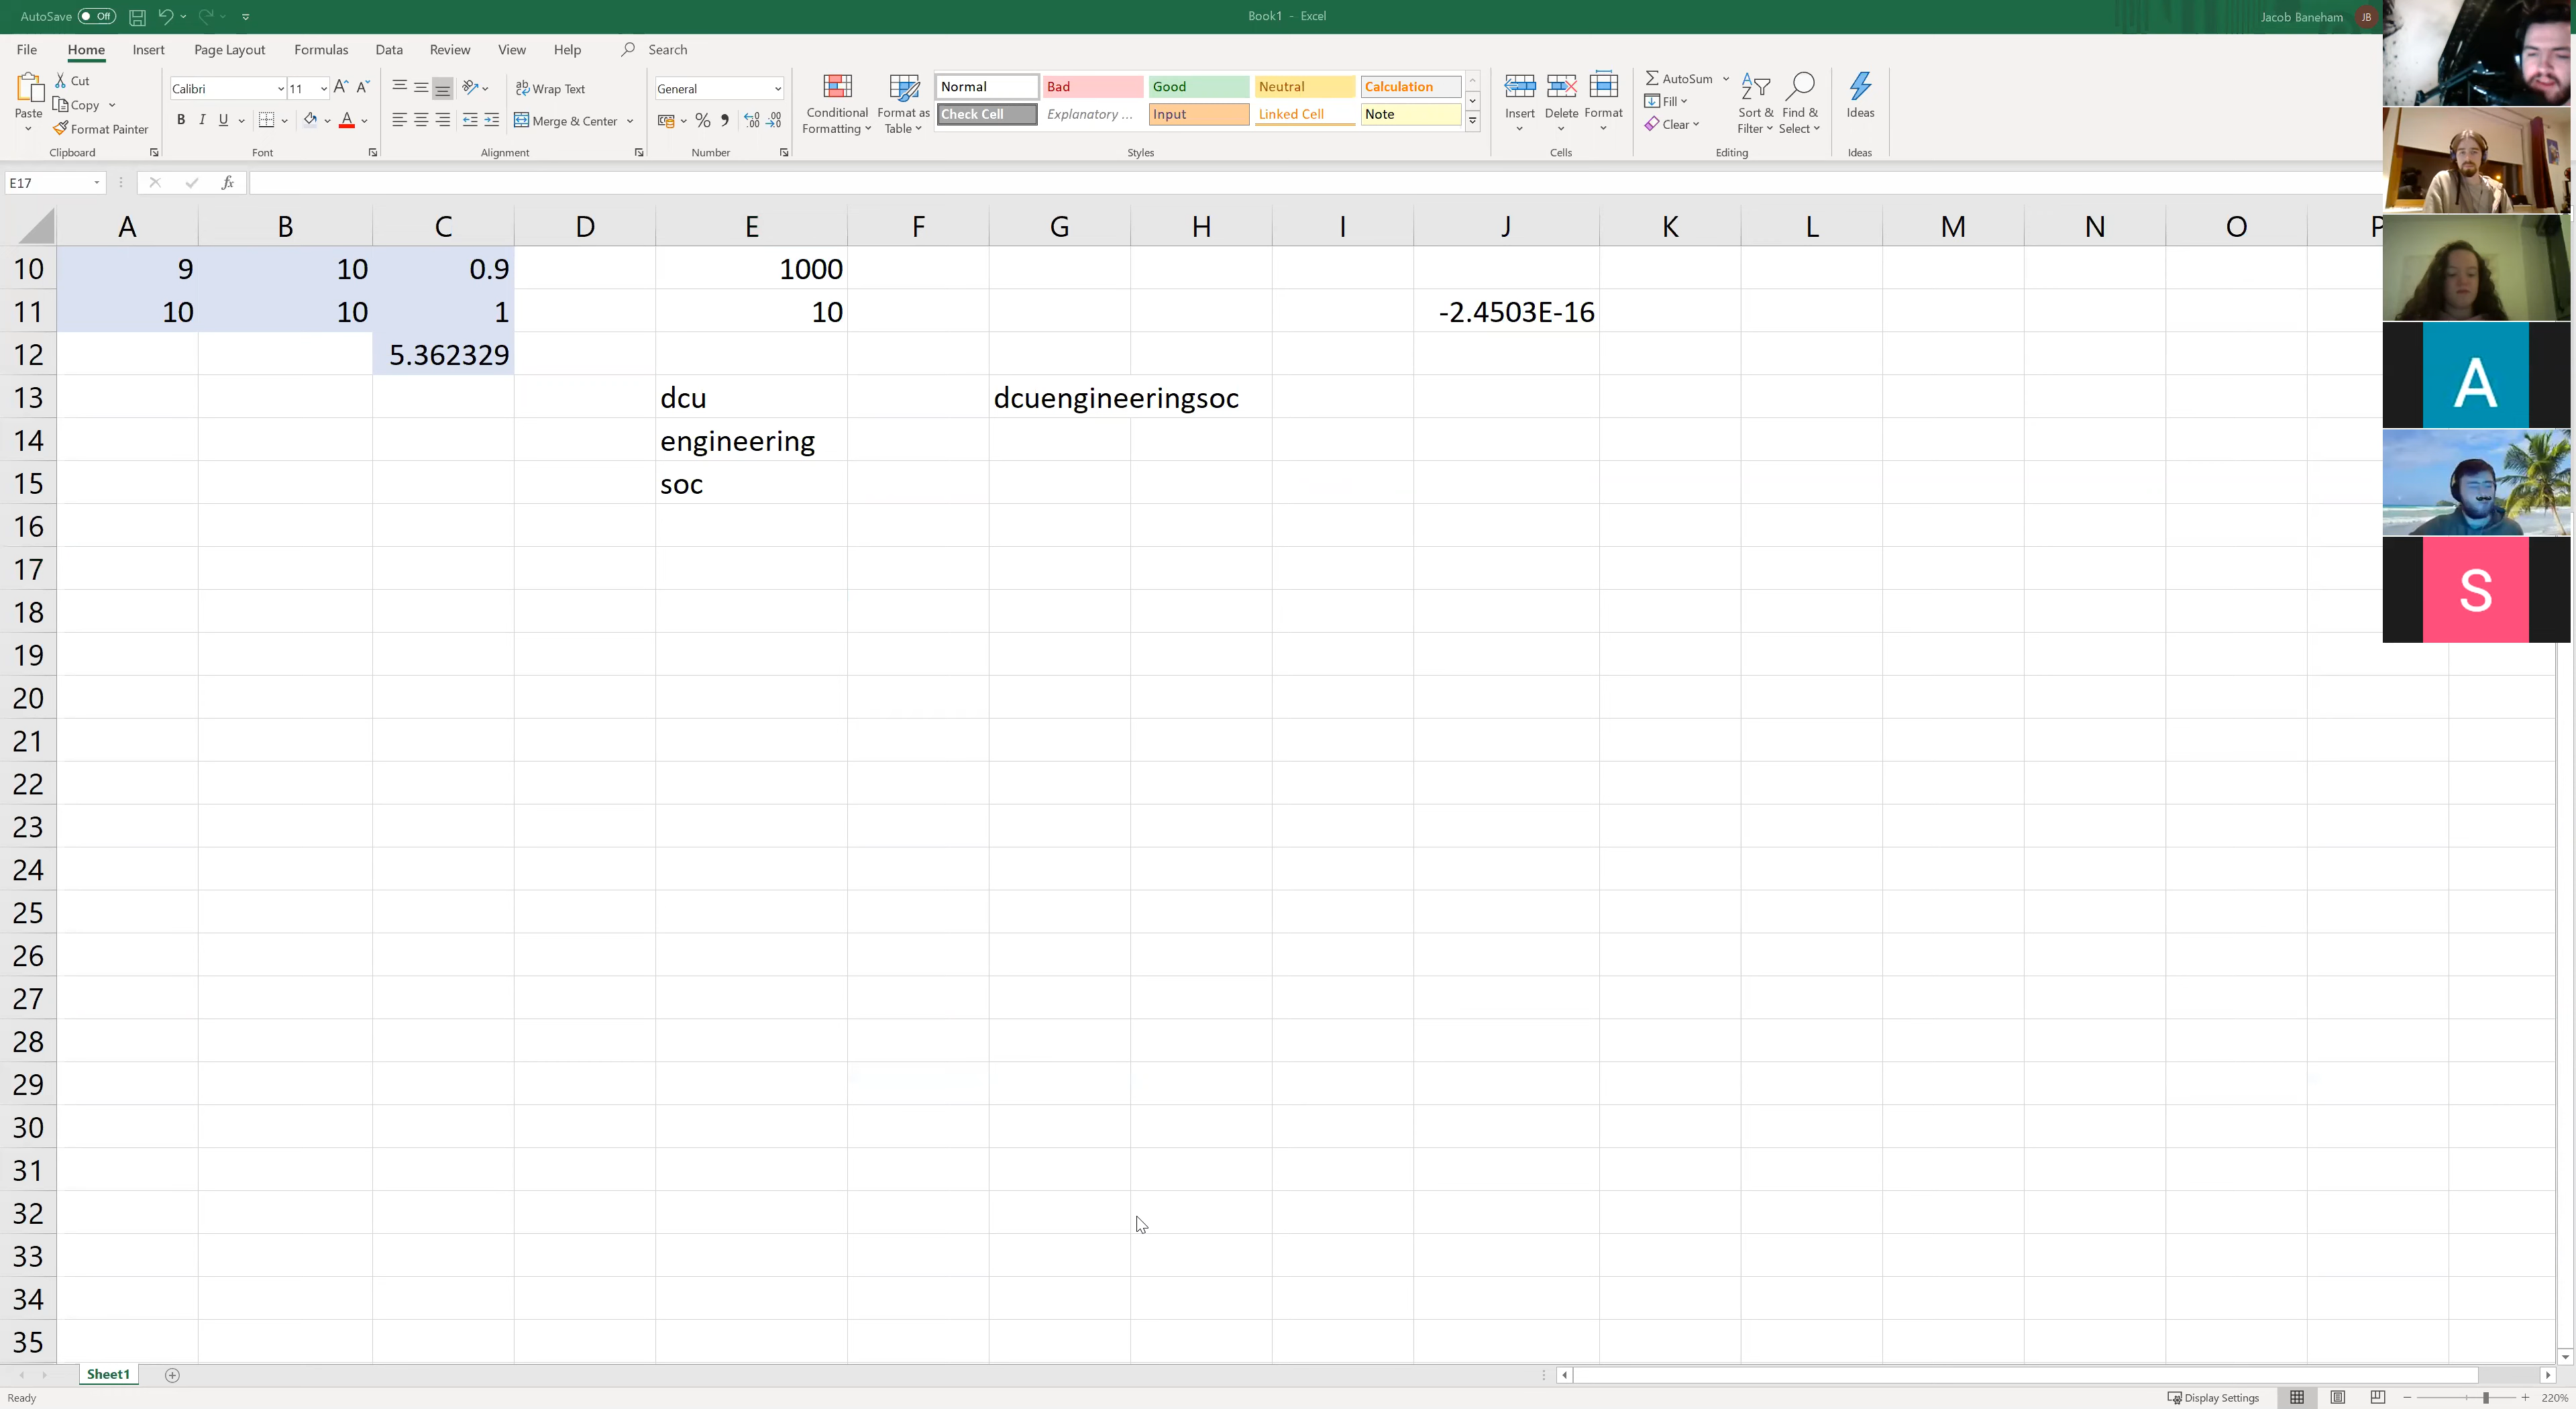 AutoSave Off Book1 - Excel Jacob Baneham JB
File Home Insert Page Layout Formulas Data Review View Help Search
Paste Cut Copy Format Painter Clipboard
Calibri 11 B I U A Font
Wrap Text Merge & Center Alignment
General % Number
Conditional Formatting Format as Table
Normal Bad Good Neutral Calculation
Check Cell Explanatory ... Input Linked Cell Note
Styles
Insert Delete Format Cells
AutoSum Fill Clear Sort & Filter Find & Select Editing
Ideas Ideas
E17 fx
A B C D E F G H I J K L M N O P
10 9 10 0.9 1000
11 10 10 1 10 -2.4503E-16
12 5.362329
13 dcu dcuengineeringsoc
14 engineering
15 soc
16
17
18
19
20
21
22
23
24
25
26
27
28
29
30
31
32
33
34
35
A
S
Sheet1
Ready Display Settings 220%